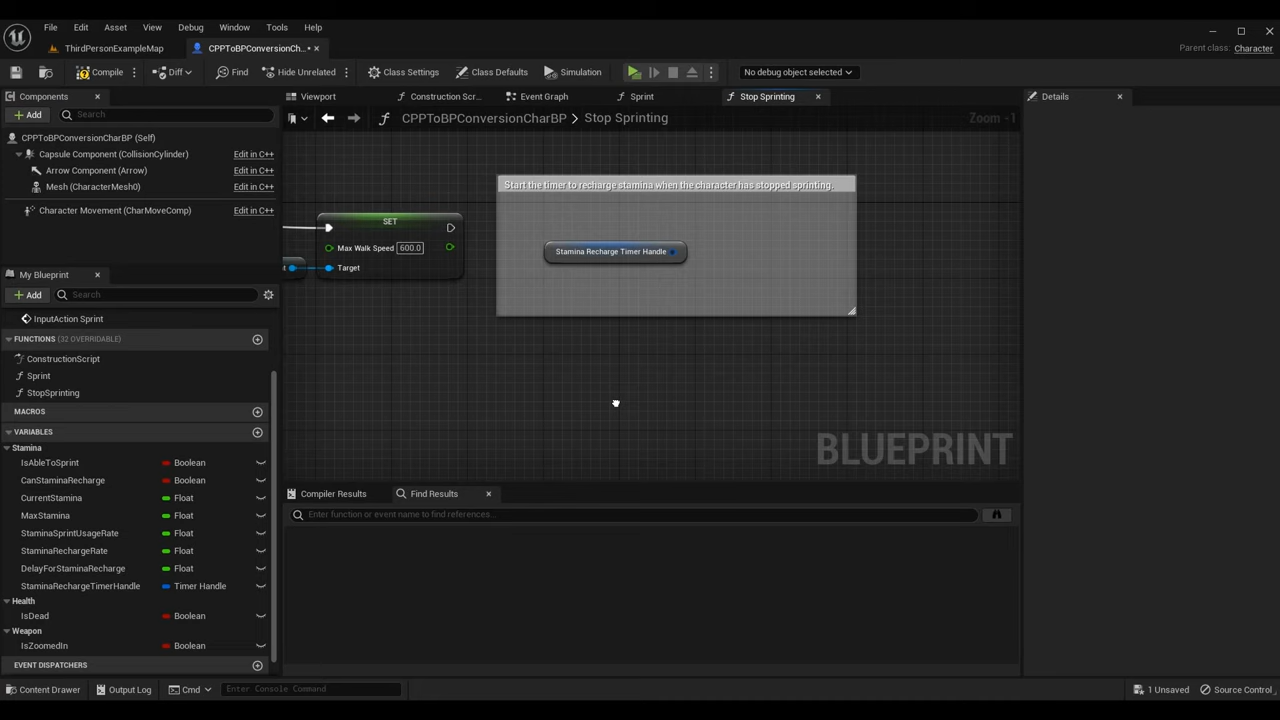 File Edit Asset View Debug Window Tools Help
ThirdPersonExampleMap CPPToBPConversionCh...• Parent class: Character
Compile Diff Find Hide Unrelated Class Settings Class Defaults Simulation No debug object selected
Components Viewport Construction Scr... Event Graph Sprint Stop Sprinting Details
+ Add Search CPPToBPConversionCharBP > Stop Sprinting Zoom -1
CPPToBPConversionCharBP (Self)
Capsule Component (CollisionCylinder) Edit in C++
Arrow Component (Arrow) Edit in C++
Mesh (CharacterMesh0) Edit in C++
Character Movement (CharMoveComp) Edit in C++
Start the timer to recharge stamina when the character has stopped sprinting.
SET
Max Walk Speed 600.0
Target
Stamina Recharge Timer Handle
My Blueprint
+ Add Search
InputAction Sprint
FUNCTIONS (32 OVERRIDABLE)
ConstructionScript
Sprint
StopSprinting
MACROS
VARIABLES
Stamina
IsAbleToSprint Boolean
CanStaminaRecharge Boolean
CurrentStamina Float
MaxStamina Float
StaminaSprintUsageRate Float
StaminaRechargeRate Float
DelayForStaminaRecharge Float
StaminaRechargeTimerHandle Timer Handle
Health
IsDead Boolean
Weapon
IsZoomedIn Boolean
EVENT DISPATCHERS
BLUEPRINT
Compiler Results Find Results
Enter function or event name to find references...
Content Drawer Output Log Cmd Enter Console Command 1 Unsaved Source Control